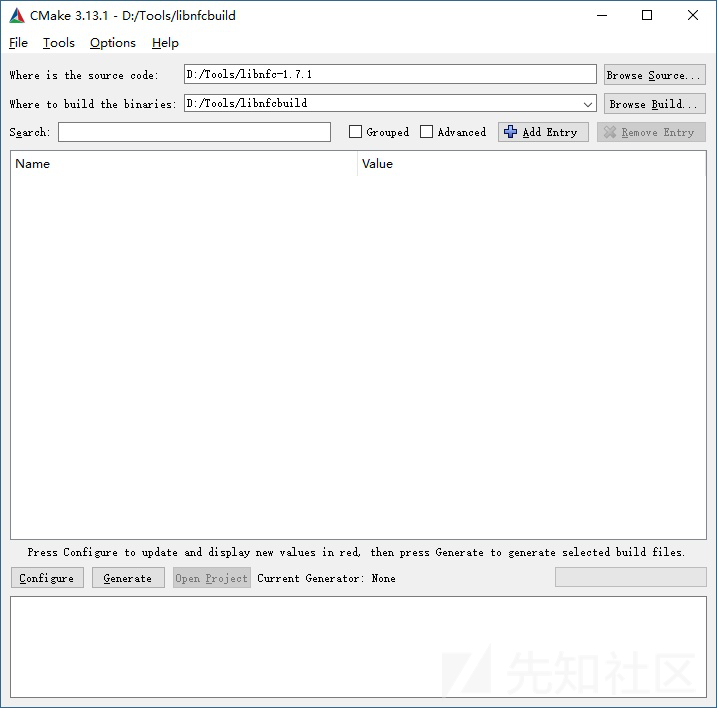 CMake 3.13.1 - D:/Tools/libnfcbuild
File Tools Options Help
Where is the source code: D:/Tools/libnfc-1.7.1 Browse Source...
Where to build the binaries: D:/Tools/libnfcbuild Browse Build...
Search: Grouped Advanced Add Entry Remove Entry
Name Value
Press Configure to update and display new values in red, then press Generate to generate selected build files.
Configure Generate Open Project Current Generator: None
先知社区